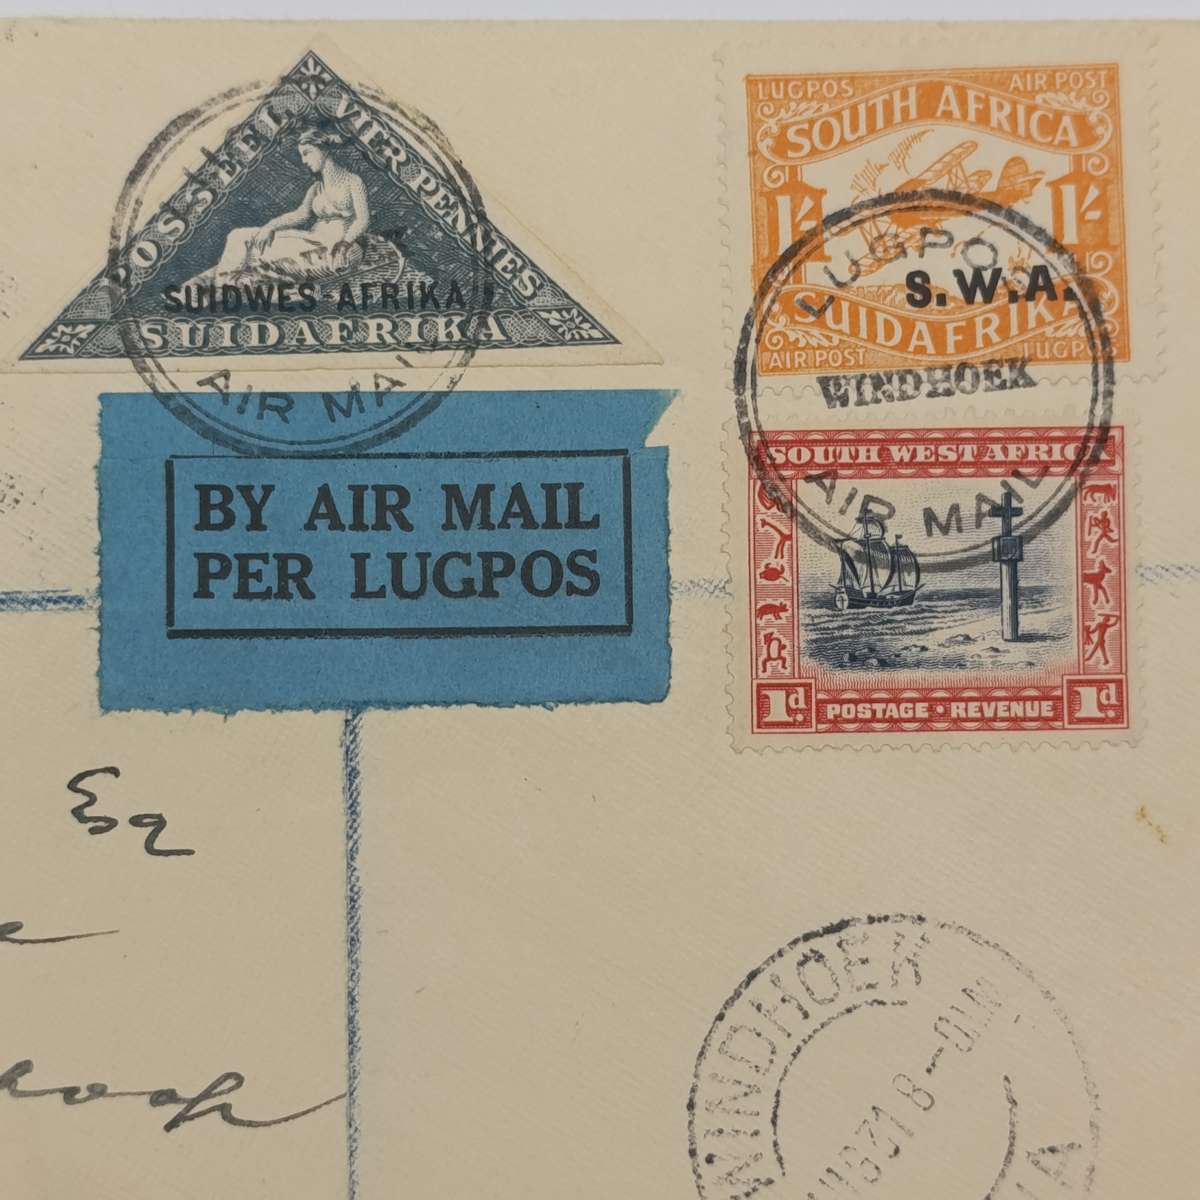 POSSEEL VIER PENNIES
SUIDWES-AFRIKA
SUIDAFRIKA
AIR MAIL
BY AIR MAIL
PER LUGPOS
LUGPOS AIR POST
SOUTH AFRICA
1/- 1/-
S.W.A.
SUIDAFRIKA
AIR POST LUGPOS
LUGPOS
WINDHOEK
AIR MAIL
SOUTH WEST AFRICA
1d. POSTAGE • REVENUE 1d.
Esq
WINDHOEK